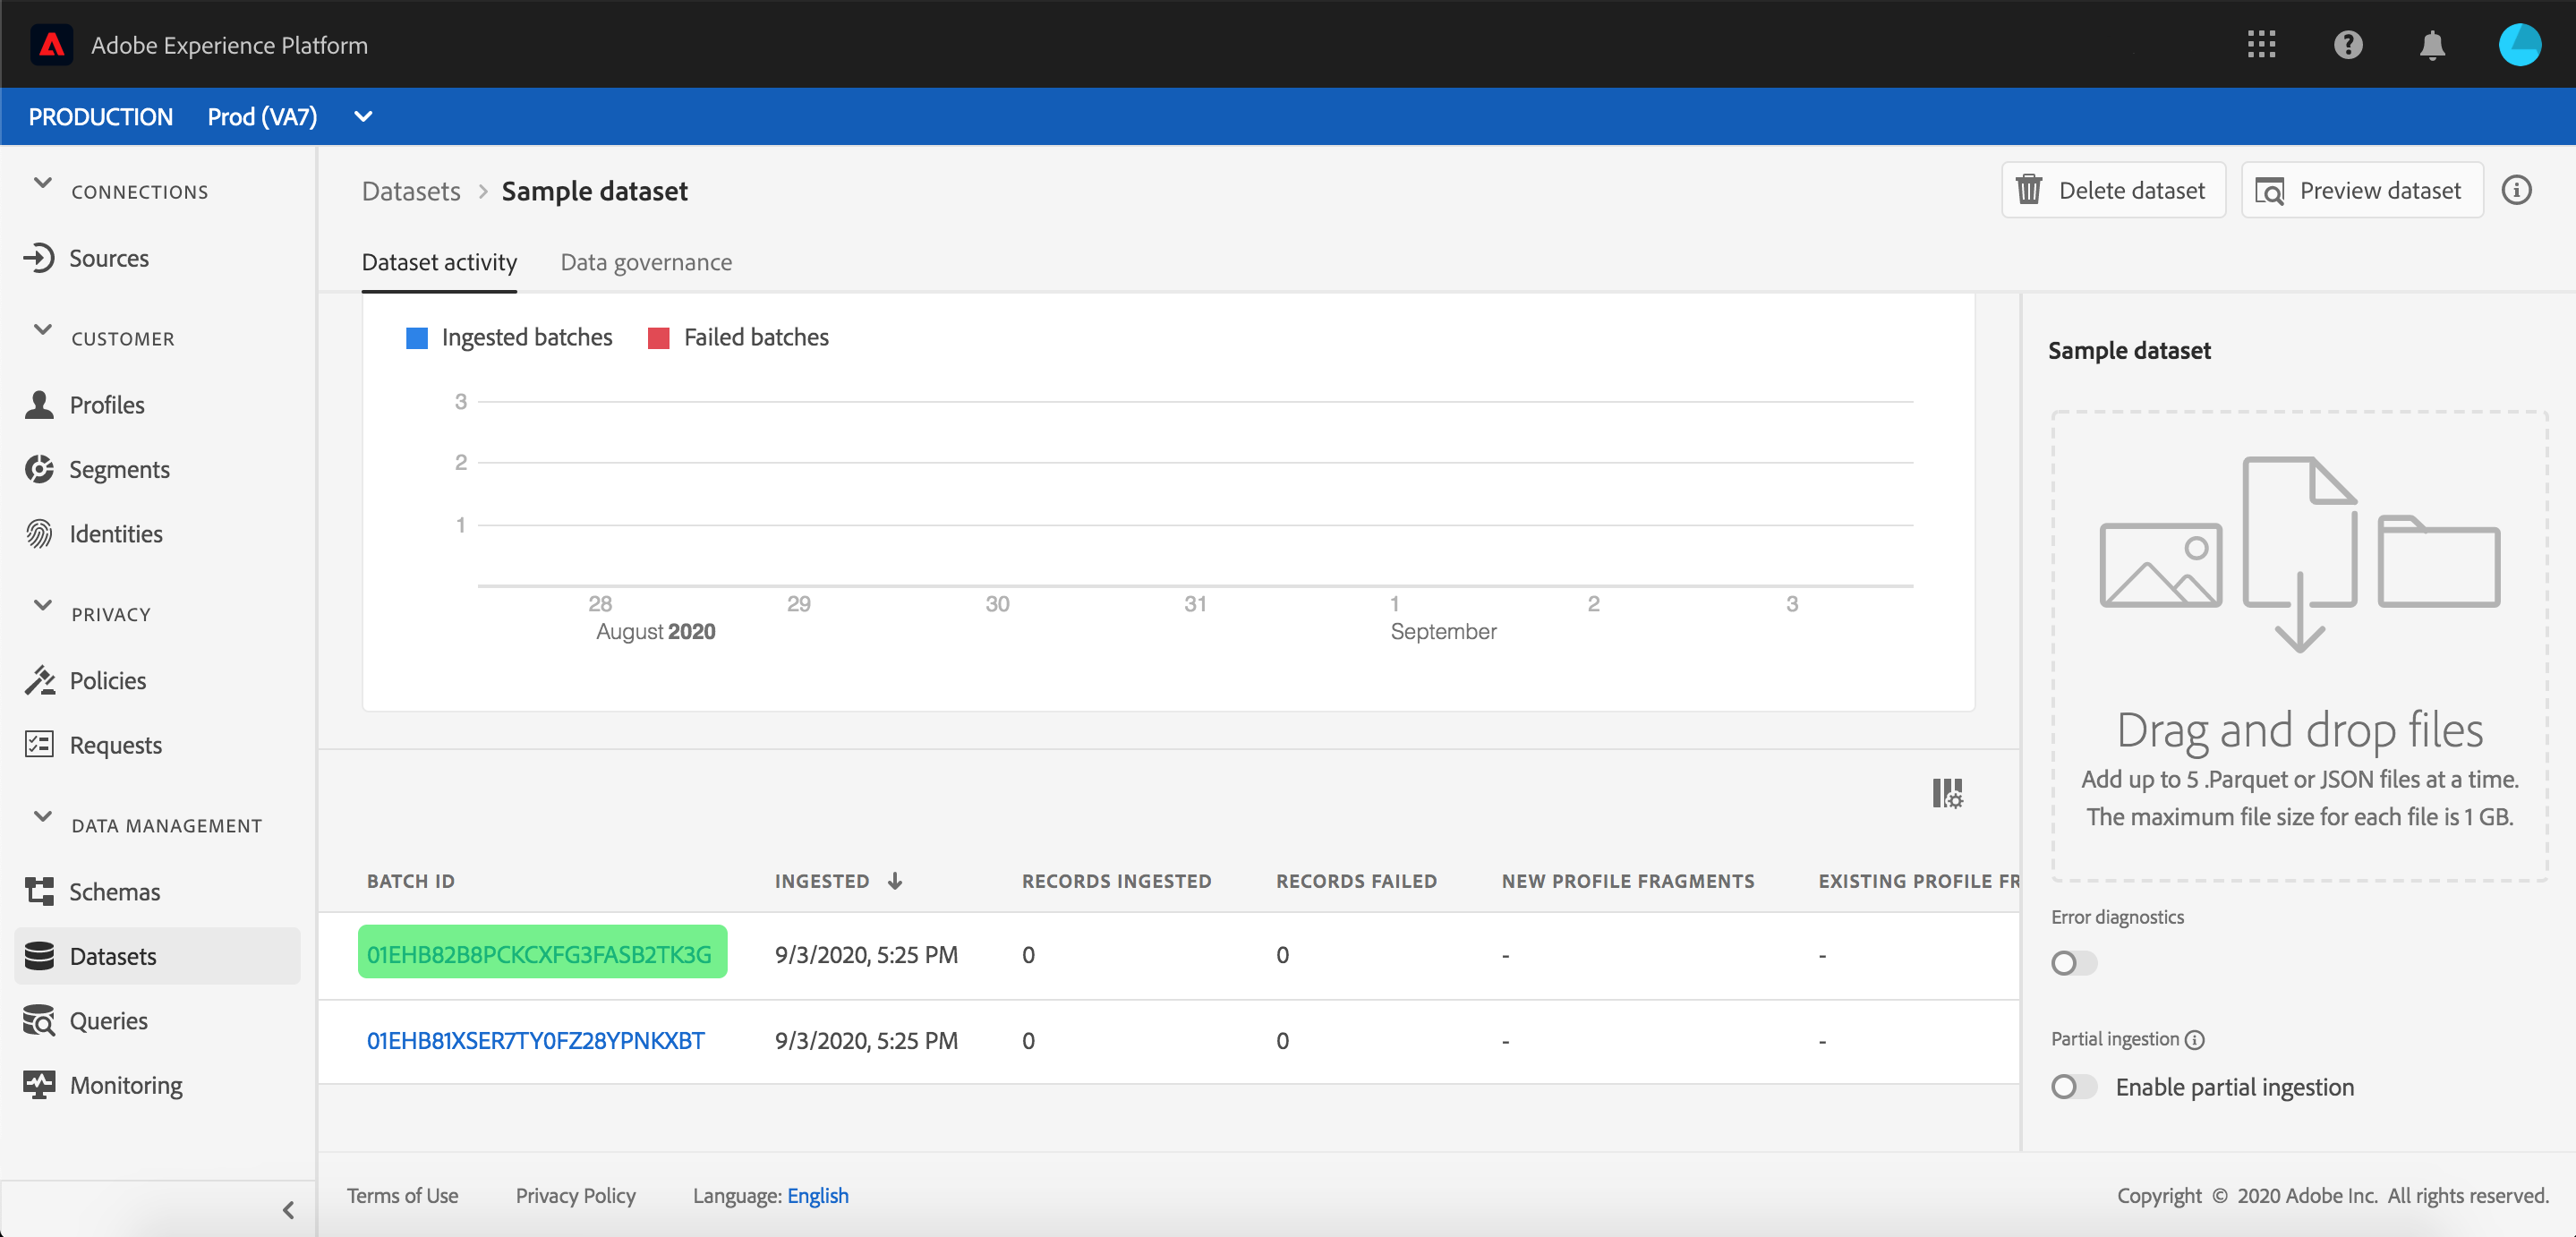 Adobe Experience Platform
PRODUCTION Prod (VA7)
CONNECTIONS
Sources
CUSTOMER
Profiles
Segments
Identities
PRIVACY
Policies
Requests
DATA MANAGEMENT
Schemas
Datasets
Queries
Monitoring
Datasets > Sample dataset
Delete dataset
Preview dataset
Dataset activity Data governance
Ingested batches Failed batches
3
2
1
28 29 30 31 1 2 3
August 2020 September
BATCH ID INGESTED RECORDS INGESTED RECORDS FAILED NEW PROFILE FRAGMENTS EXISTING PROFILE FR
01EHB82B8PCKCXFG3FASB2TK3G 9/3/2020, 5:25 PM 0 0 - -
01EHB81XSER7TY0FZ28YPNKXBT 9/3/2020, 5:25 PM 0 0 - -
Sample dataset
Drag and drop files
Add up to 5 .Parquet or JSON files at a time.
The maximum file size for each file is 1 GB.
Error diagnostics
Partial ingestion
Enable partial ingestion
Terms of Use Privacy Policy Language: English
Copyright © 2020 Adobe Inc. All rights reserved.